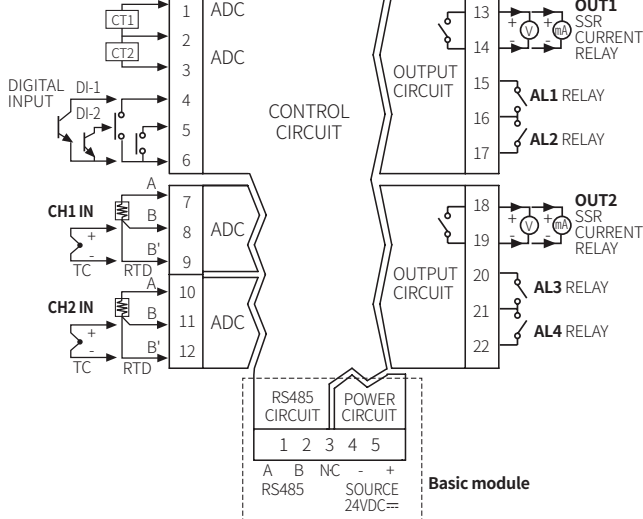 CT1
CT2
1
2
3
ADC
ADC
DIGITAL
INPUT
DI-1
DI-2
4
5
6
CONTROL
CIRCUIT
OUTPUT
CIRCUIT
13
14
15
16
17
+
-
V
mA
OUT1
SSR
CURRENT
RELAY
AL1 RELAY
AL2 RELAY
CH1 IN
+
-
TC
RTD
A
B
B'
7
8
9
ADC
CH2 IN
+
-
TC
RTD
A
B
B'
10
11
12
ADC
OUTPUT
CIRCUIT
18
19
20
21
22
+
-
V
mA
OUT2
SSR
CURRENT
RELAY
AL3 RELAY
AL4 RELAY
RS485
CIRCUIT
POWER
CIRCUIT
1 2 3 4 5
A B NC - +
RS485
SOURCE
24VDC⎓
Basic module